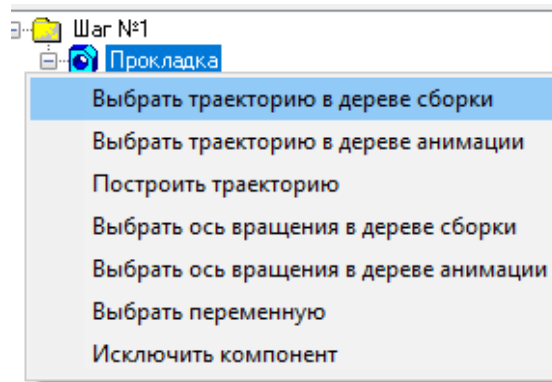 Шаг №1
Прокладка
Выбрать траекторию в дереве сборки
Выбрать траекторию в дереве анимации
Построить траекторию
Выбрать ось вращения в дереве сборки
Выбрать ось вращения в дереве анимации
Выбрать переменную
Исключить компонент